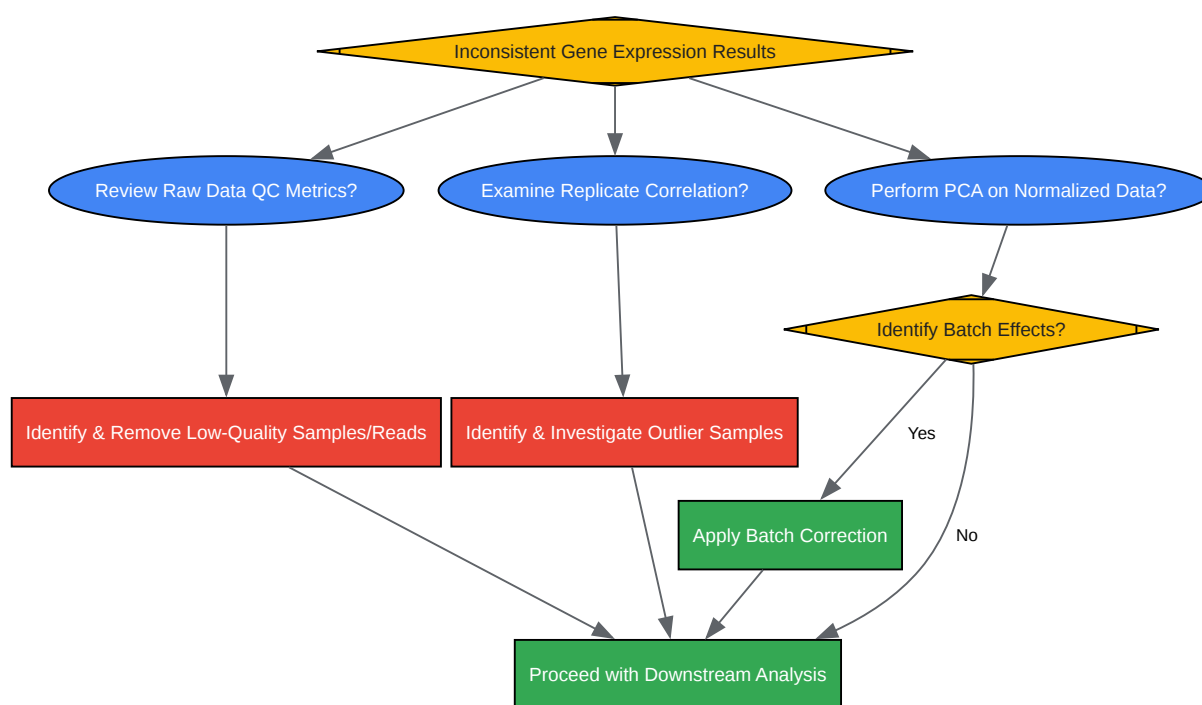 Inconsistent Gene Expression Results
Review Raw Data QC Metrics?
Examine Replicate Correlation?
Perform PCA on Normalized Data?
Identify Batch Effects?
Identify & Remove Low-Quality Samples/Reads
Identify & Investigate Outlier Samples
Yes
Apply Batch Correction
No
Proceed with Downstream Analysis